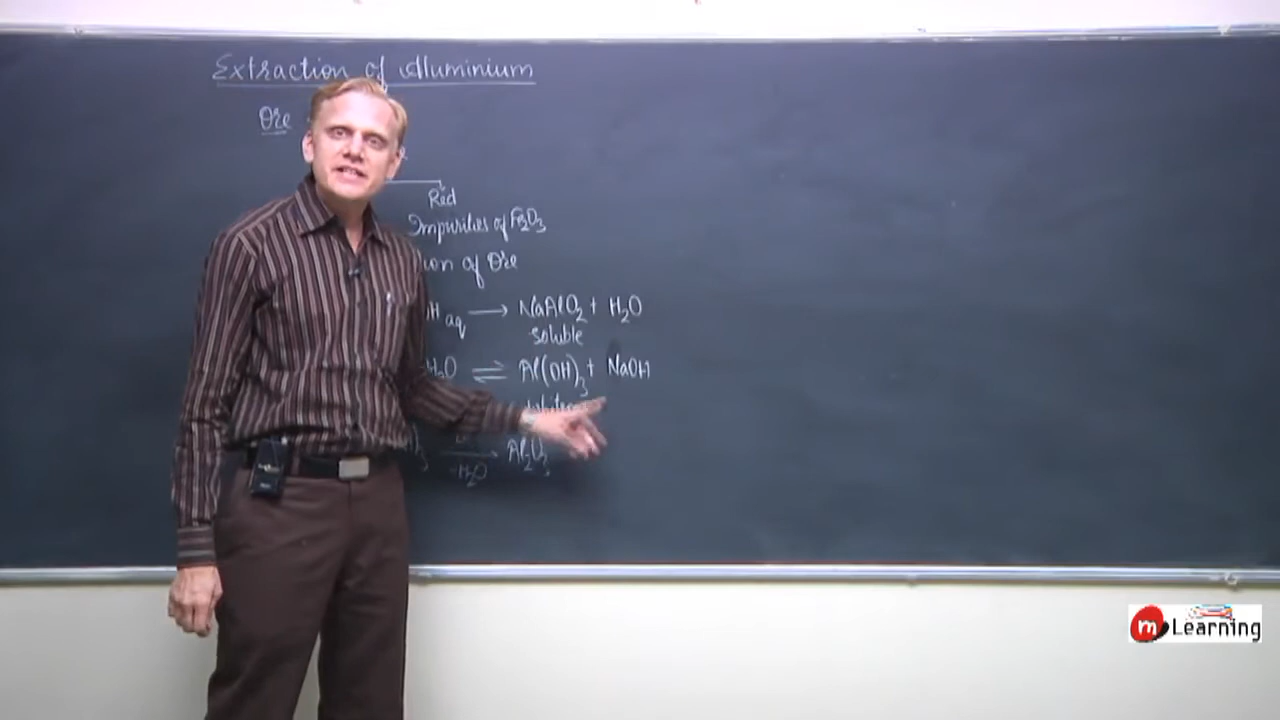 Extraction of Aluminium
Ore
Red
Impurities of Fe2O3
ion of Ore
OH aq ⟶ NaAlO2 + H2O
soluble
H2O ⇌ Al(OH)3 + NaOH
-H2O ⟶ Al2O3
m Learning